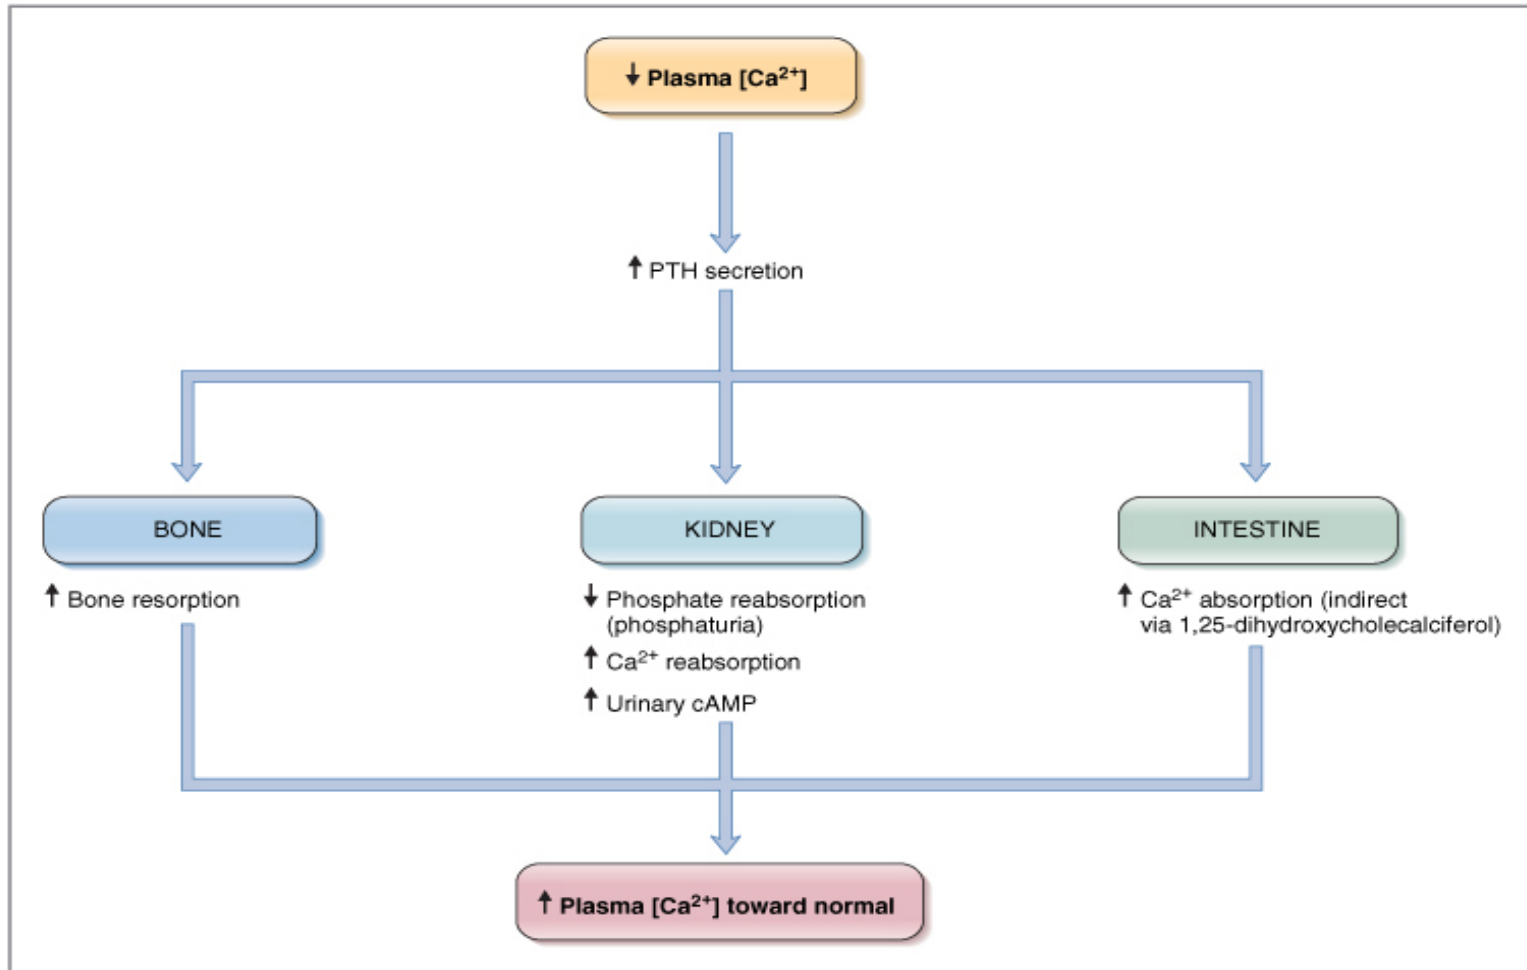 ↓ Plasma [Ca²⁺]
↑ PTH secretion
BONE
↑ Bone resorption
KIDNEY
↓ Phosphate reabsorption
(phosphaturia)
↑ Ca²⁺ reabsorption
↑ Urinary cAMP
INTESTINE
↑ Ca²⁺ absorption (indirect
via 1,25-dihydroxycholecalciferol)
↑ Plasma [Ca²⁺] toward normal